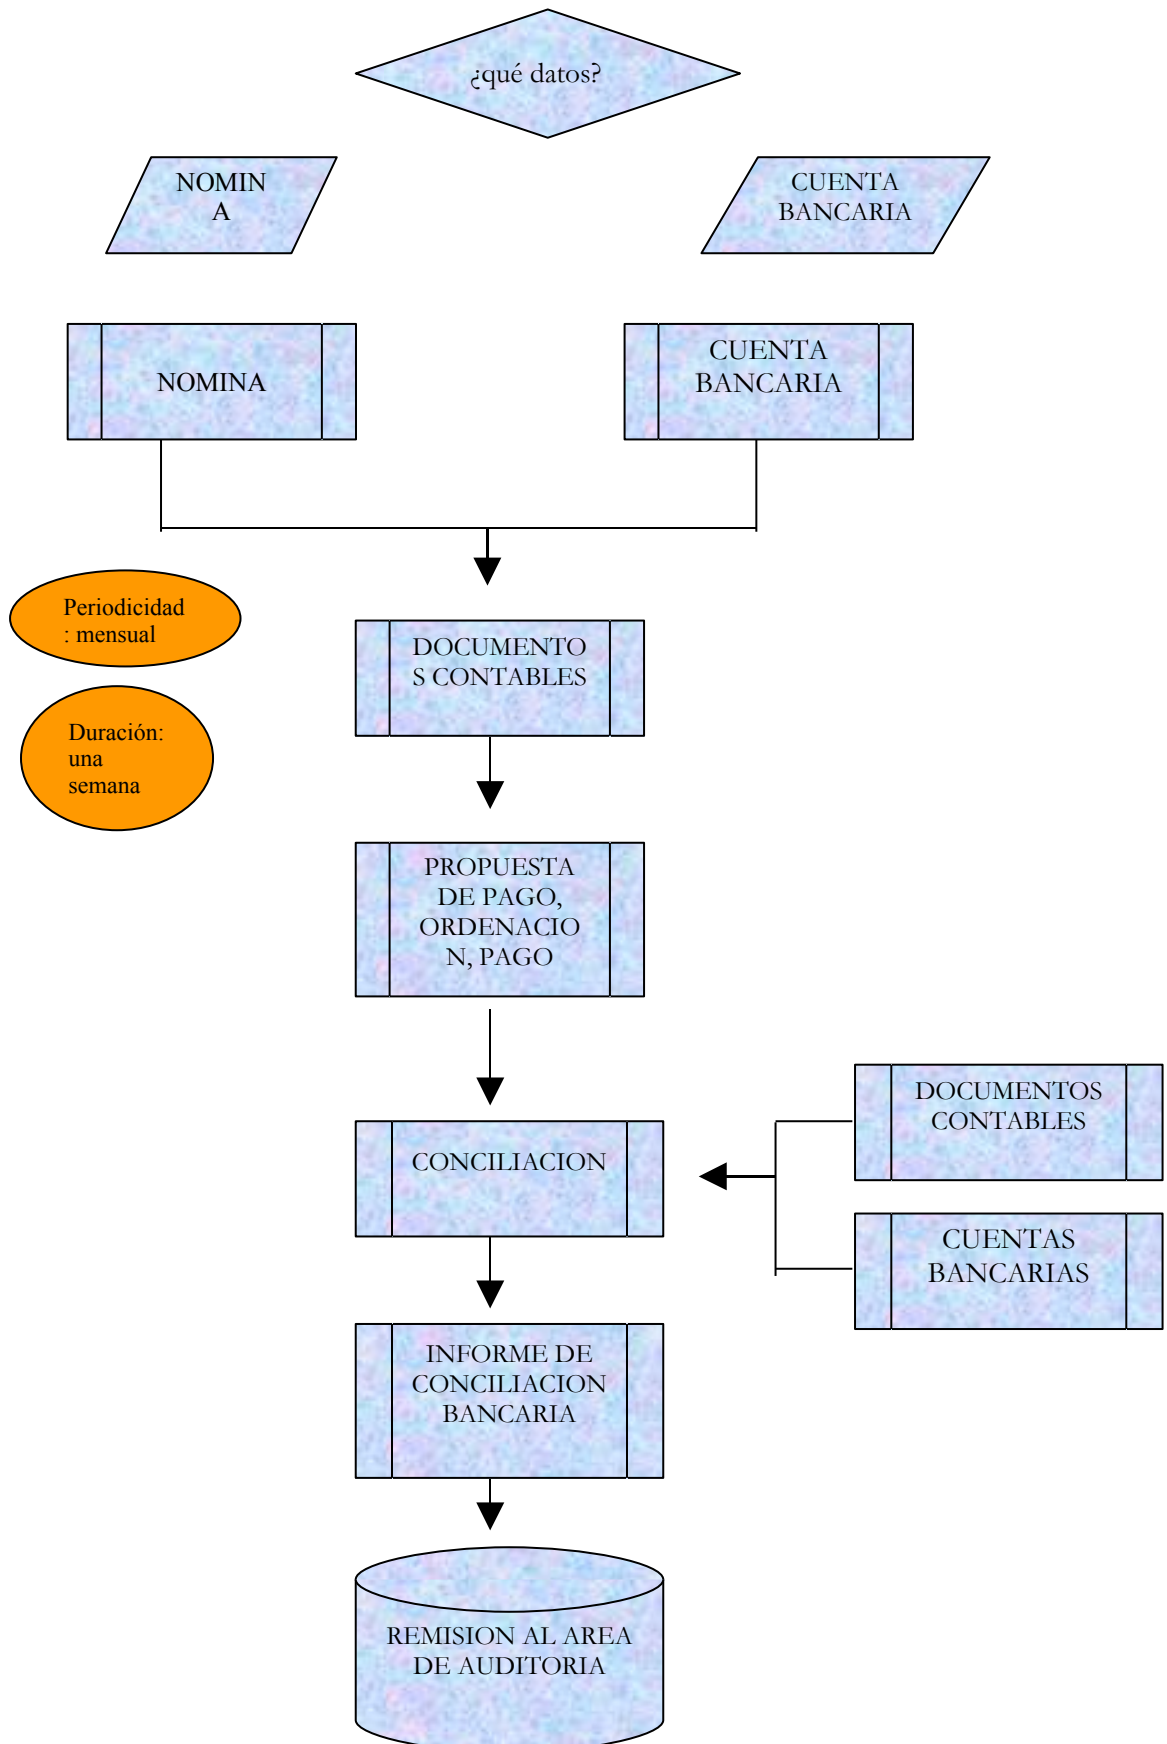 ¿qué datos?
NOMIN
A
CUENTA
BANCARIA
NOMINA
CUENTA
BANCARIA
Periodicidad
: mensual
Duración:
una
semana
DOCUMENTO
S CONTABLES
PROPUESTA
DE PAGO,
ORDENACIO
N, PAGO
CONCILIACION
DOCUMENTOS
CONTABLES
CUENTAS
BANCARIAS
INFORME DE
CONCILIACION
BANCARIA
REMISION AL AREA
DE AUDITORIA